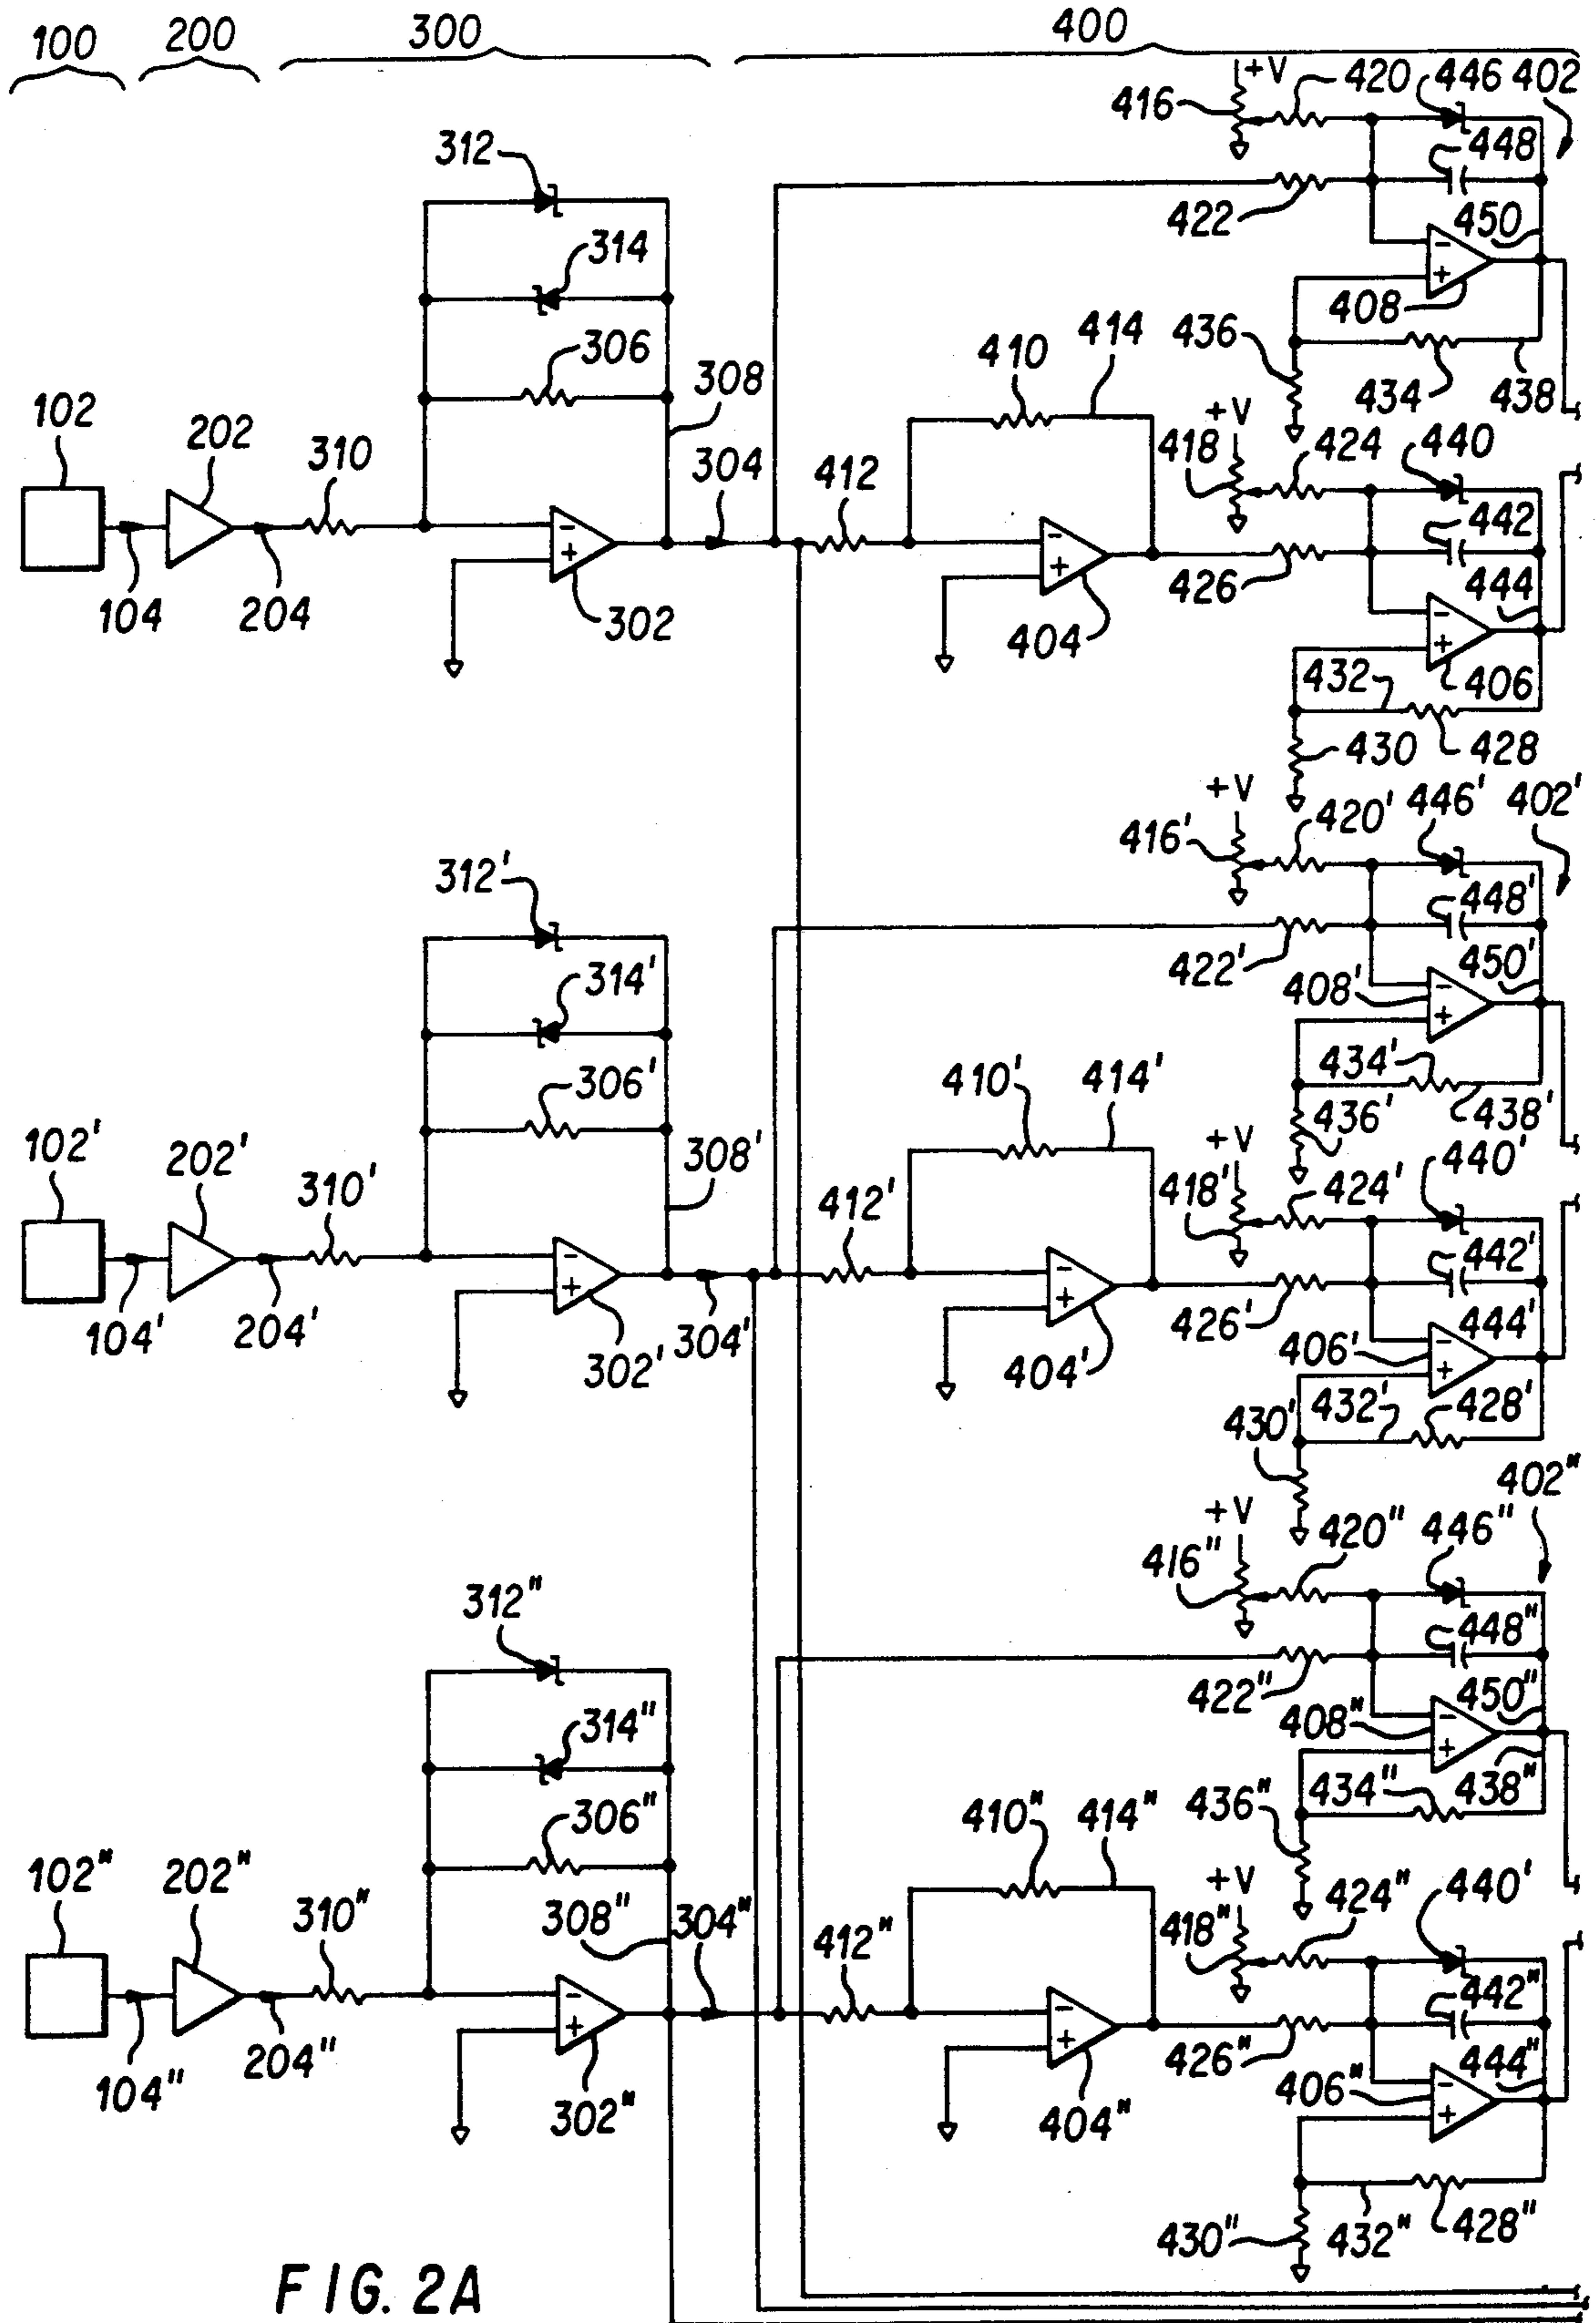 100 200 300 400
+V 420 446 402
416
312 448
422 450
314 - +
408
306 410 414 436
434 438
308 +V
102 202 310 304 412 418 424 440
442
- + - + 426 444
104 204 302 404 - +
432 406
430 428
+V 420' 446' 402'
416'
312' 448'
422' 450'
314' 408' - +
434'
306' 410' 414' 436' 438'
+V 440'
102' 202' 310' 308' 412' 418' 424'
442'
- + - + 426' 444'
104' 204' 302' 304' 404' 406' - +
432' 428'
430'
402"
+V 420" 446"
416"
312" 448"
422" 450"
314" 408" - +
434" 438"
306" 410" 414" 436"
+V 424" 440'
102" 202" 310" 308" 304" 412" 418"
442"
- + - + 426" 444"
104" 204" 302" 404" 406" - +
430" 432" 428"
FIG. 2A